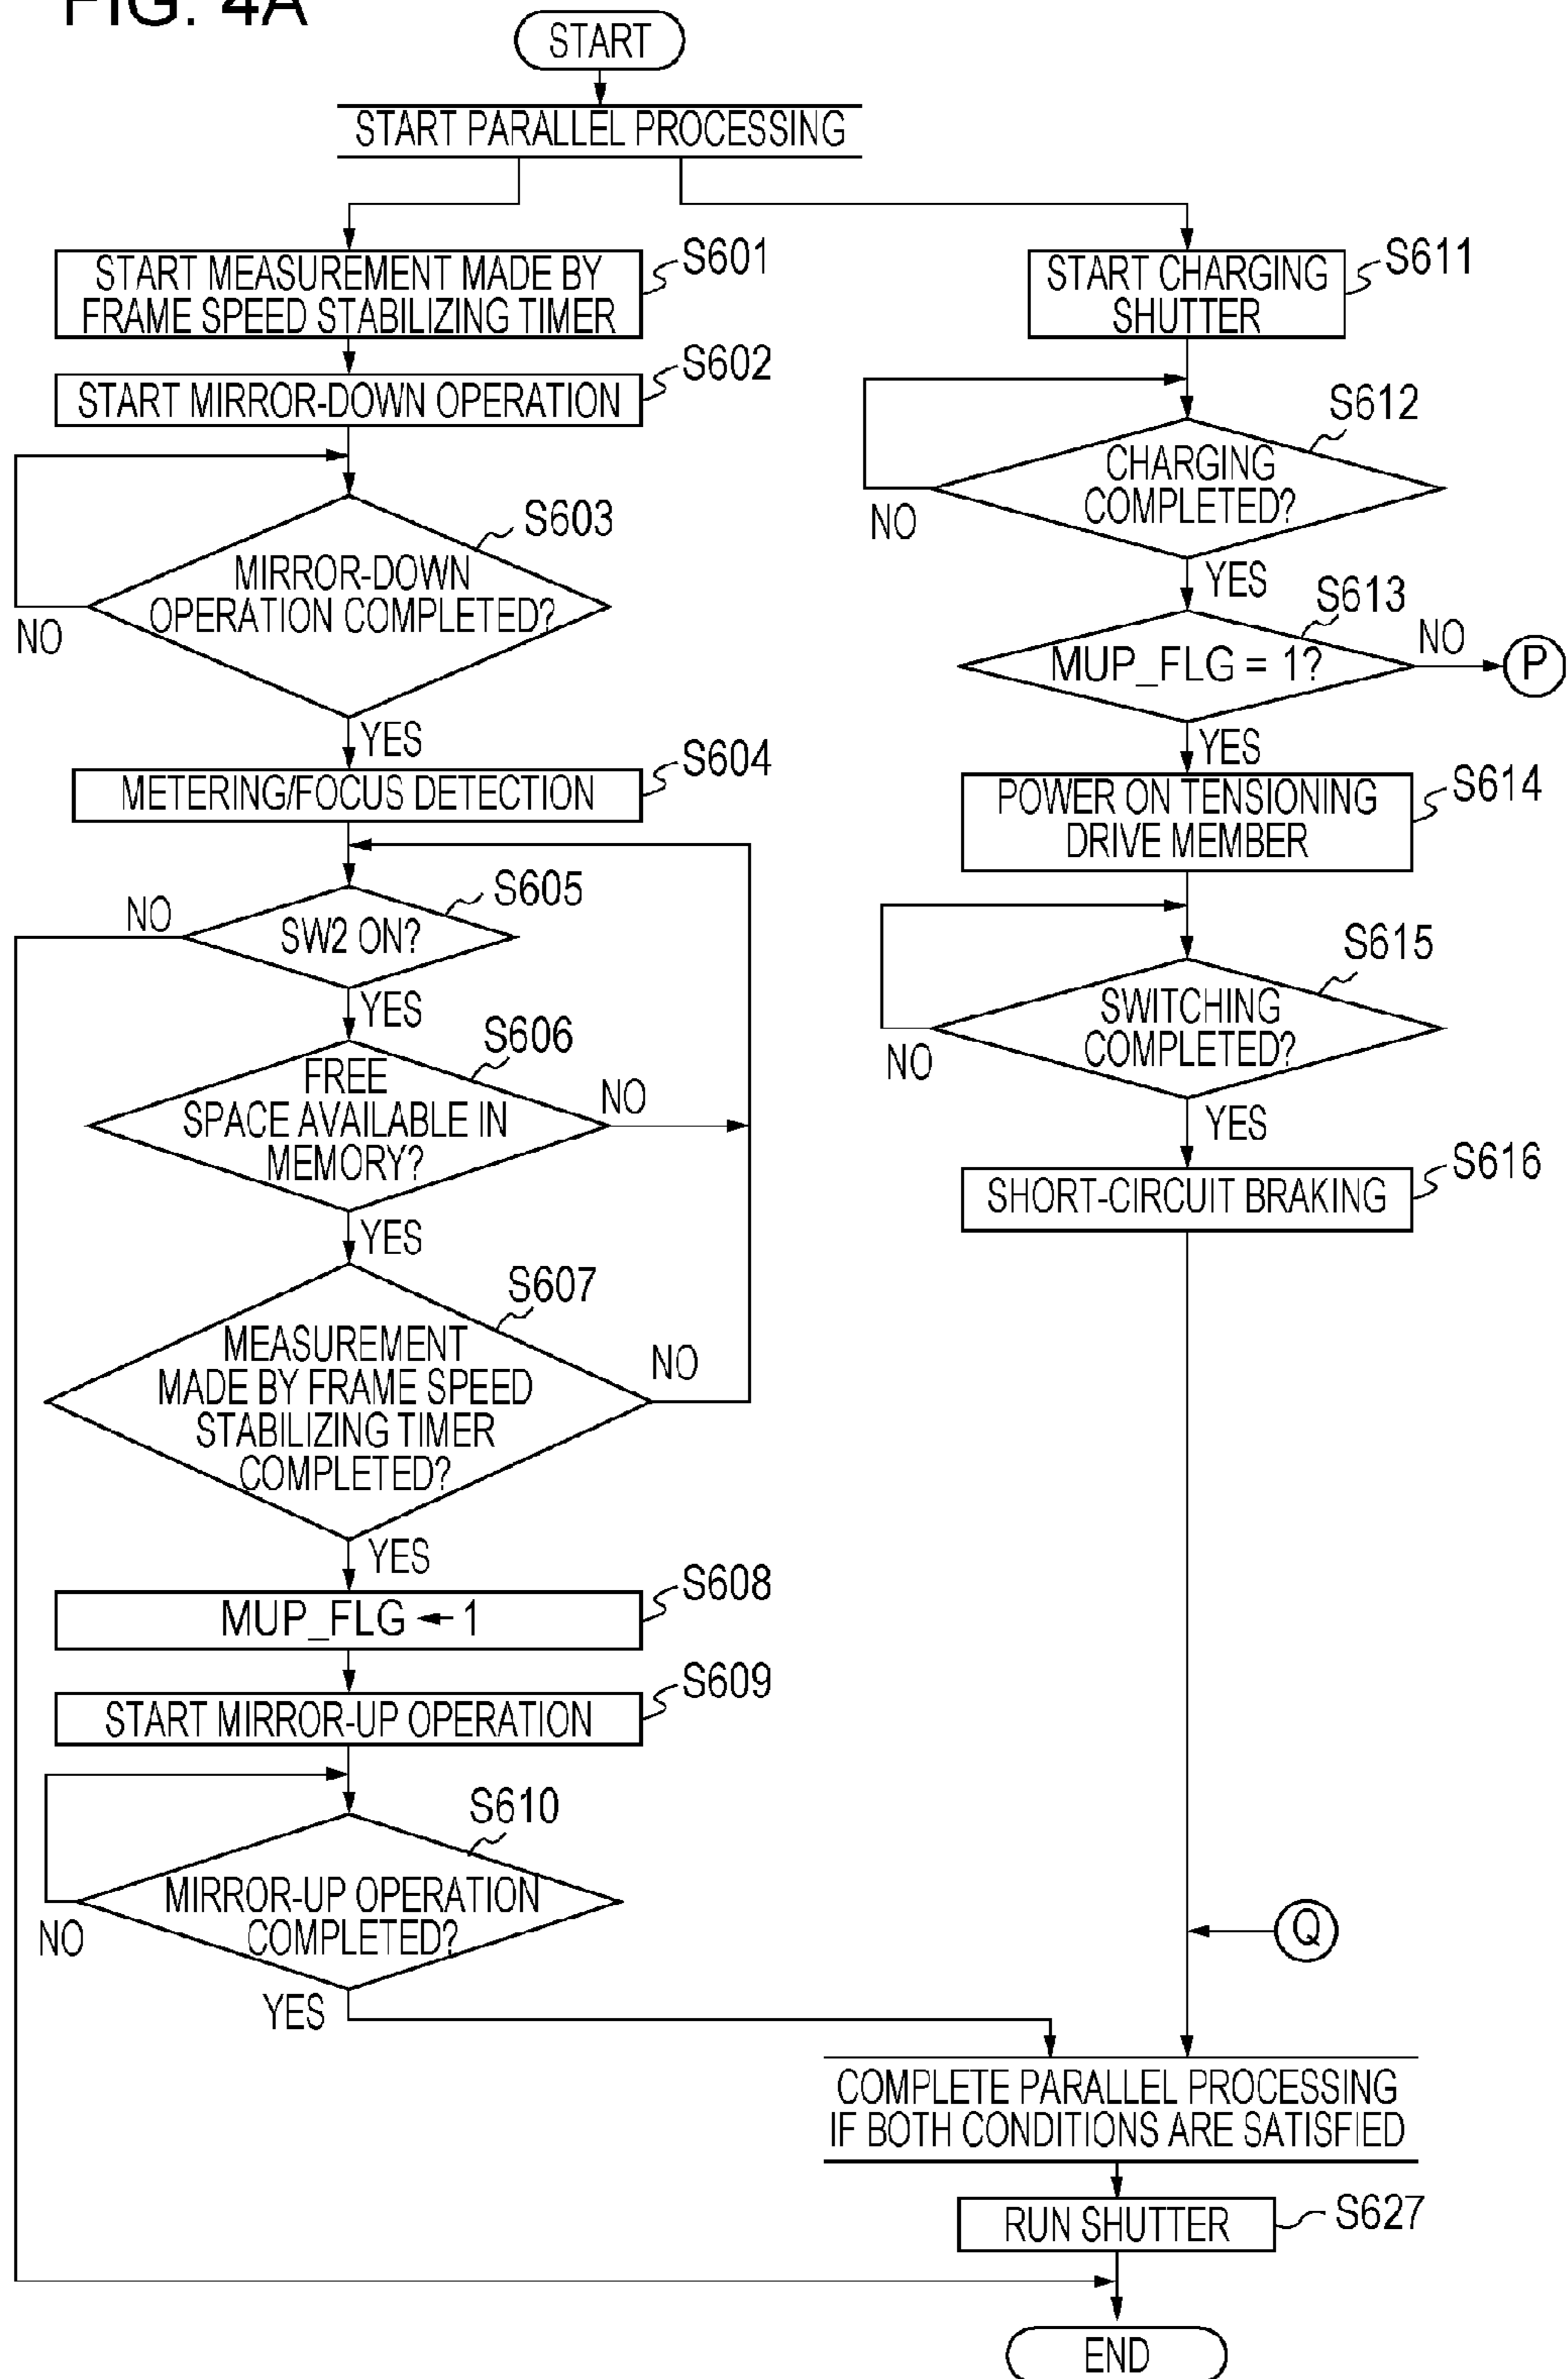 FIG. 4A
START
START PARALLEL PROCESSING
START MEASUREMENT MADE BY
FRAME SPEED STABILIZING TIMER
S601
START MIRROR-DOWN OPERATION
S602
MIRROR-DOWN
OPERATION COMPLETED?
S603
NO
YES
METERING/FOCUS DETECTION
S604
SW2 ON?
S605
NO
YES
FREE
SPACE AVAILABLE IN
MEMORY?
S606
NO
YES
MEASUREMENT
MADE BY FRAME SPEED
STABILIZING TIMER
COMPLETED?
S607
NO
YES
MUP_FLG ← 1
S608
START MIRROR-UP OPERATION
S609
MIRROR-UP OPERATION
COMPLETED?
S610
NO
YES
START CHARGING
SHUTTER
S611
CHARGING
COMPLETED?
S612
NO
YES
MUP_FLG = 1?
S613
NO
P
YES
POWER ON TENSIONING
DRIVE MEMBER
S614
SWITCHING
COMPLETED?
S615
NO
YES
SHORT-CIRCUIT BRAKING
S616
Q
COMPLETE PARALLEL PROCESSING
IF BOTH CONDITIONS ARE SATISFIED
RUN SHUTTER
S627
END